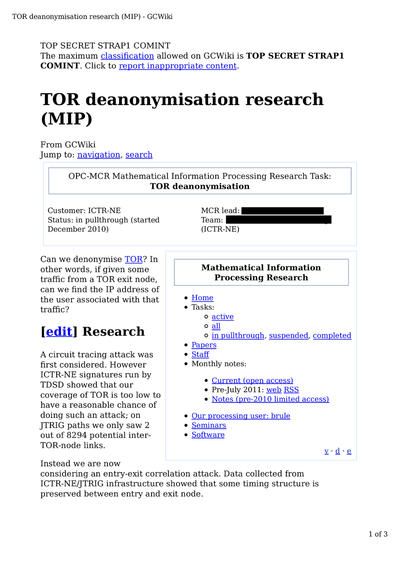 TOR deanonymisation research (MIP) - GCWiki
TOP SECRET STRAP1 COMINT
The maximum classification allowed on GCWiki is TOP SECRET STRAP1
COMINT. Click to report inappropriate content.
TOR deanonymisation research
(MIP)
From GCWiki
Jump to: navigation, search
OPC-MCR Mathematical Information Processing Research Task:
TOR deanonymisation
Customer: ICTR-NE
Status: in pullthrough (started
December 2010)
MCR lead:
Team:
(ICTR-NE)
Can we denonymise TOR? In
other words, if given some
traffic from a TOR exit node,
can we find the IP address of
the user associated with that
traffic?
[edit] Research
A circuit tracing attack was
first considered. However
ICTR-NE signatures run by
TDSD showed that our
coverage of TOR is too low to
have a reasonable chance of
doing such an attack; on
JTRIG paths we only saw 2
out of 8294 potential inter-
TOR-node links.
Mathematical Information
Processing Research
Home
Tasks:
active
all
in pullthrough, suspended, completed
Papers
Staff
Monthly notes:
Current (open access)
Pre-July 2011: web RSS
Notes (pre-2010 limited access)
Our processing user: brule
Seminars
Software
v · d · e
Instead we are now
considering an entry-exit correlation attack. Data collected from
ICTR-NE/JTRIG infrastructure showed that some timing structure is
preserved between entry and exit node.
1 of 3